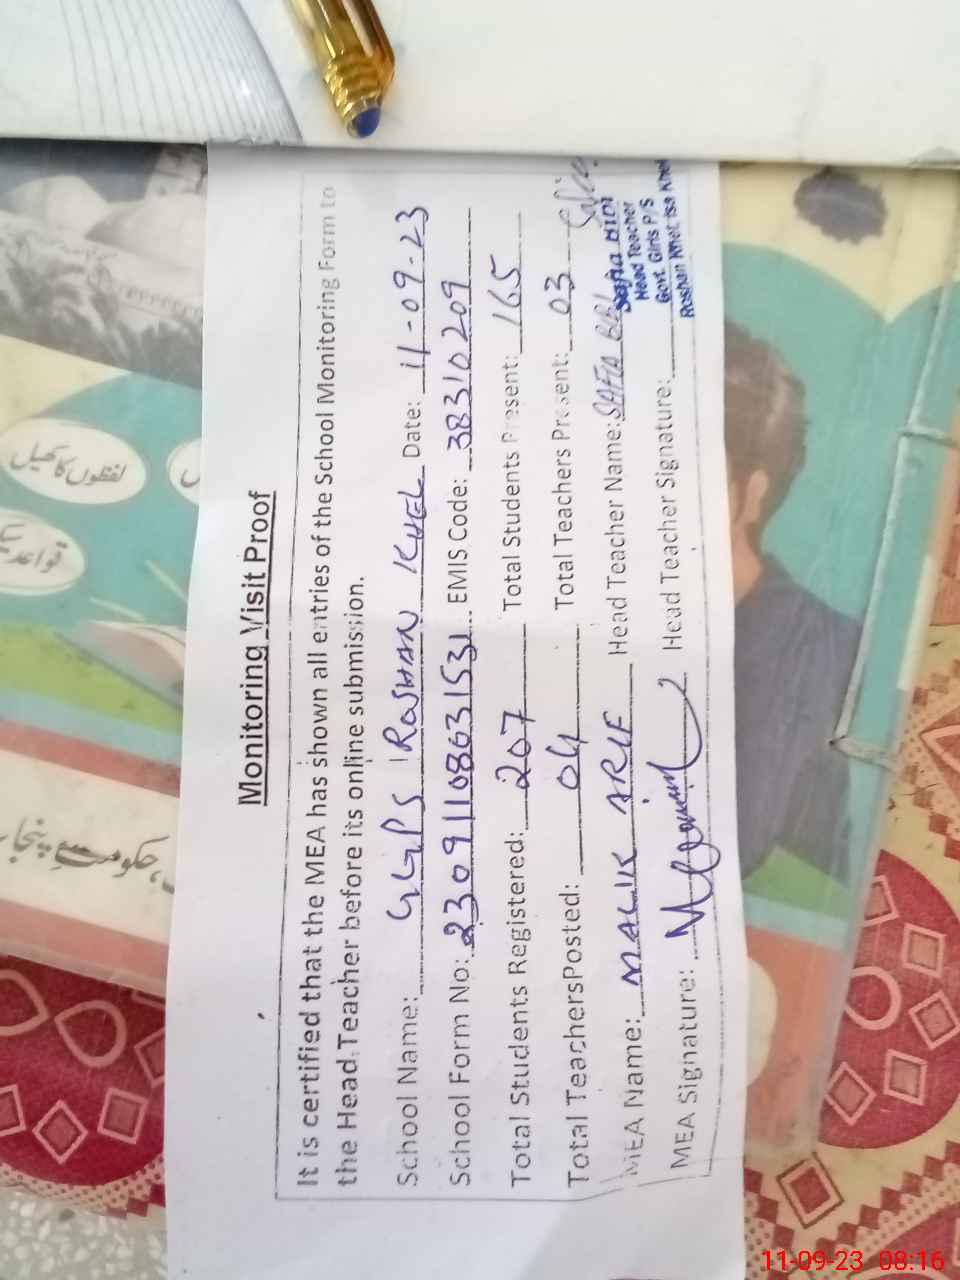 Monitoring Visit Proof
It is certified that the MEA has shown all entries of the School Monitoring Form to
the Head Teacher before its online submission.
School Name: GGPS ROSHAN KHEL Date: 11-09-23
School Form No: 23091108631531 EMIS Code: 38310209
Total Students Registered: 207 Total Students Present: 165
Total TeachersPosted: 04 Total Teachers Present: 03
MEA Name: MALIK ARIF Head Teacher Name: SAFIA BIBI
MEA Signature: Head Teacher Signature:
Safia Bibi
Head Teacher
Govt. Girls P/S
Roshan Khel Isa Khel
لفظوں کا کھیل
قواعد
حکومت پنجاب
11-09-23 08:16